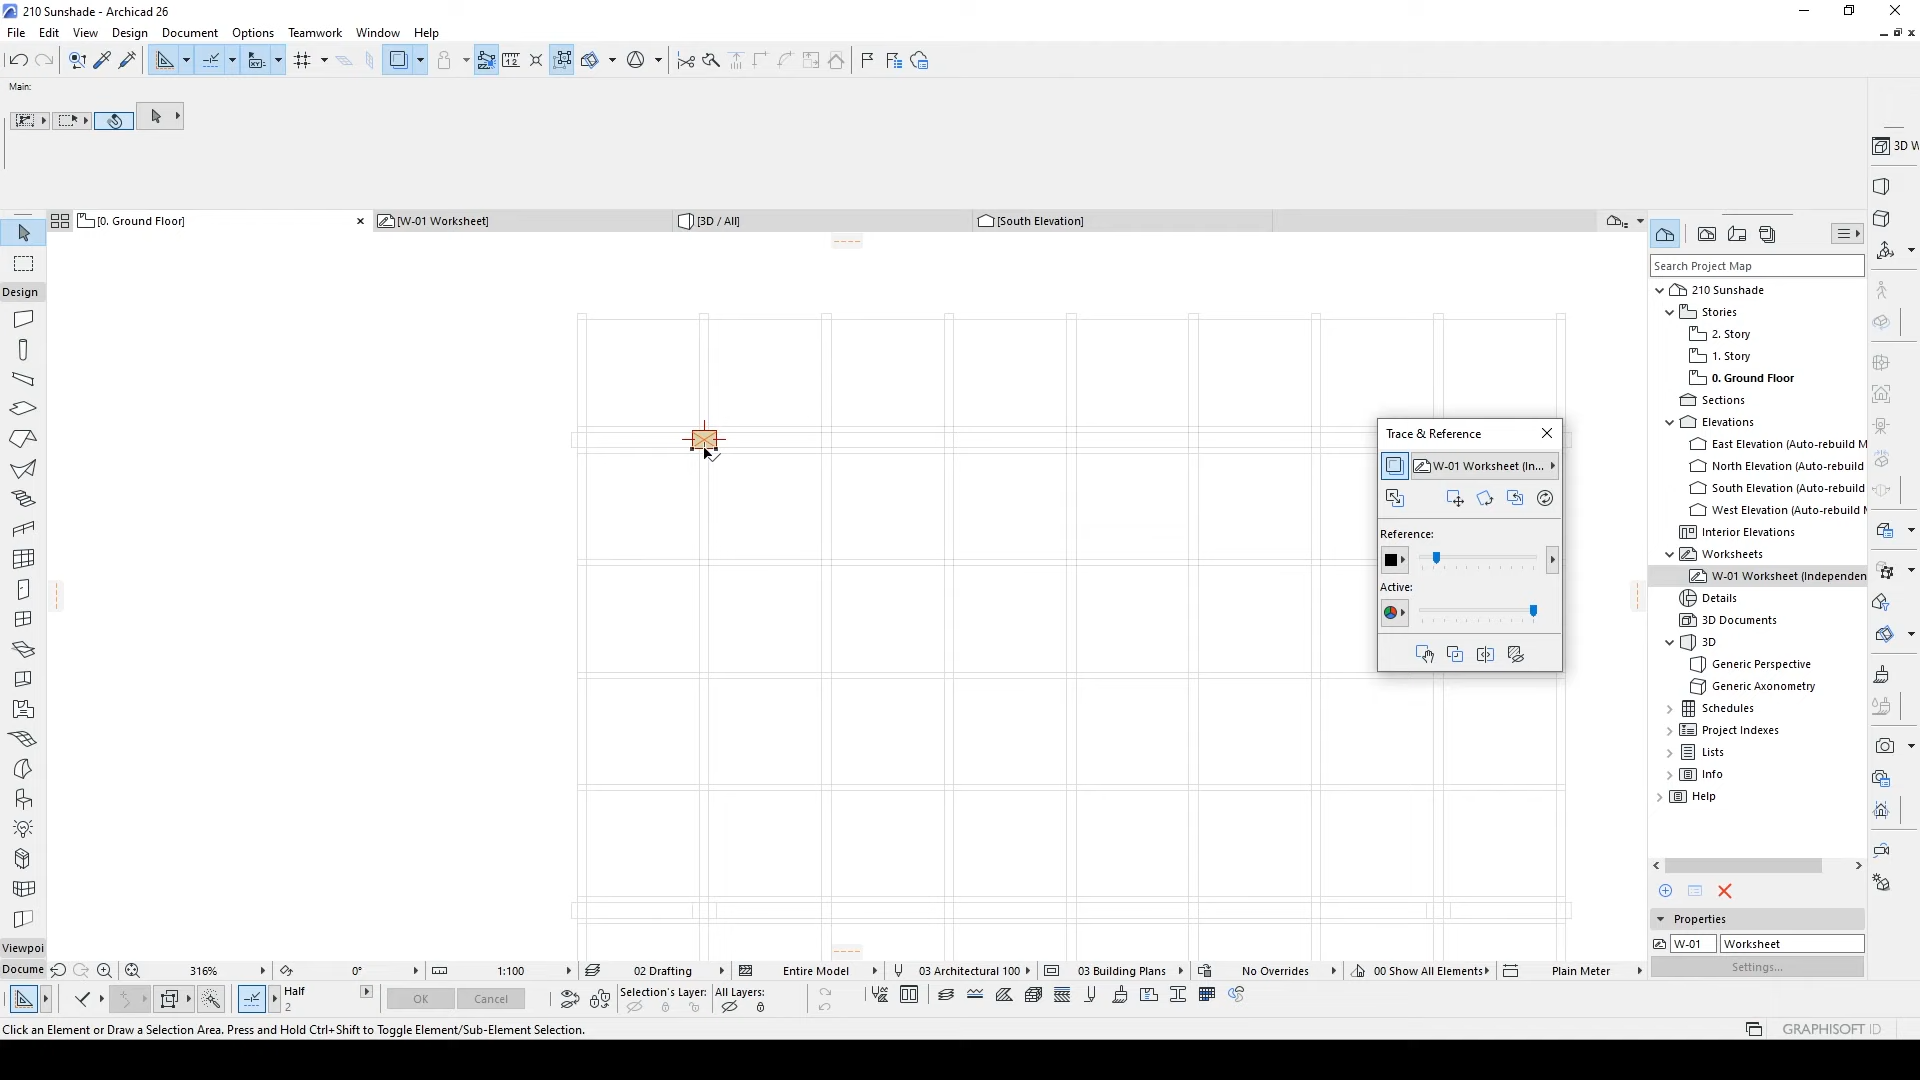 210 Sunshade - Archicad 26
File Edit View Design Document Options Teamwork Window Help
Main:
3D W
[0. Ground Floor]
[W-01 Worksheet]
[3D / All]
[South Elevation]
Design
Search Project Map
210 Sunshade
Stories
2. Story
1. Story
0. Ground Floor
Sections
Elevations
East Elevation (Auto-rebuild M
North Elevation (Auto-rebuild
South Elevation (Auto-rebuild
West Elevation (Auto-rebuild M
Interior Elevations
Worksheets
W-01 Worksheet (Independen
Details
3D Documents
3D
Generic Perspective
Generic Axonometry
Schedules
Project Indexes
Lists
Info
Help
Trace & Reference
W-01 Worksheet (In...
Reference:
Active:
Properties
W-01 Worksheet
Settings...
Viewpoi
Docume
316% 0° 1:100 02 Drafting Entire Model 03 Architectural 100 03 Building Plans No Overrides 00 Show All Elements Plain Meter
Half
2
OK Cancel
Selection's Layer: All Layers:
Click an Element or Draw a Selection Area. Press and Hold Ctrl+Shift to Toggle Element/Sub-Element Selection.
GRAPHISOFT ID